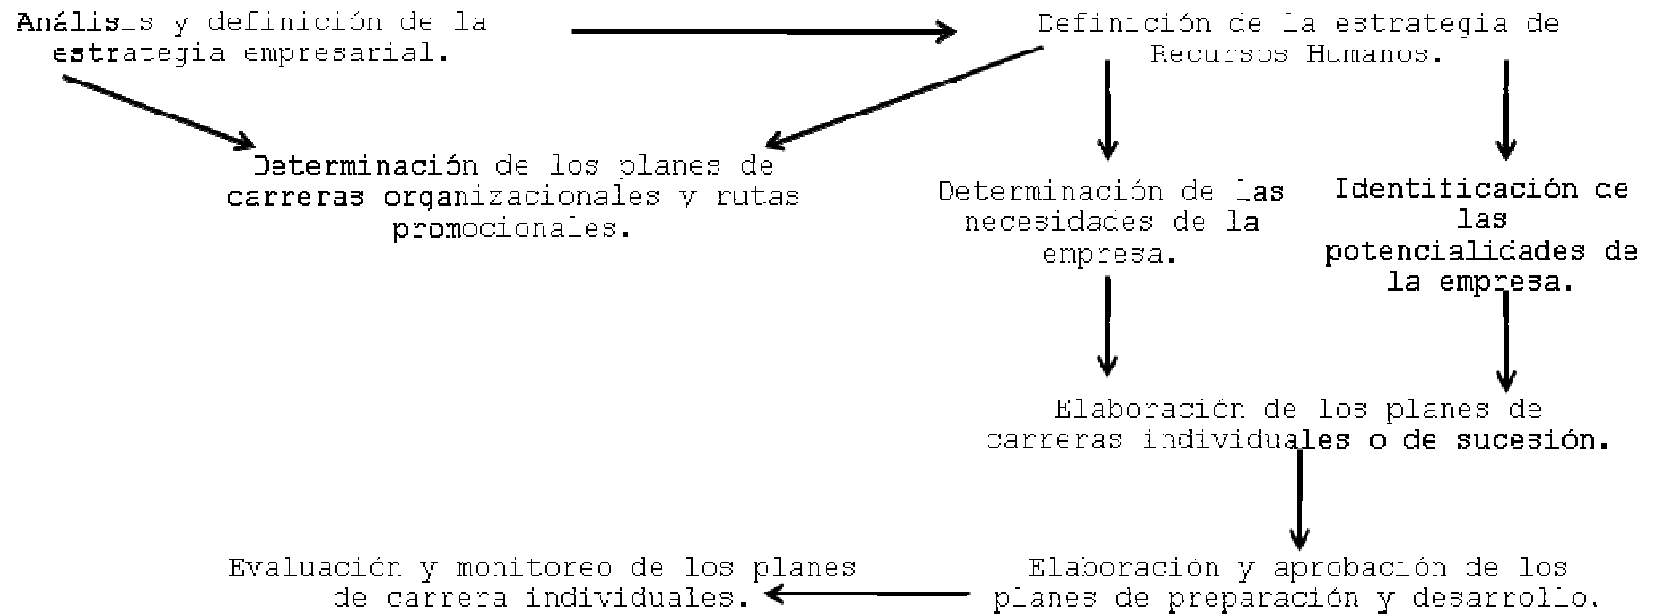 Análisis y definición de la
estrategia empresarial.
Definición de la estrategia de
Recursos Humanos.
Determinación de los planes de
carreras organizacionales y rutas
promocionales.
Determinación de las
necesidades de la
empresa.
Identificación de
las
potencialidades de
la empresa.
Elaboración de los planes de
carreras individuales o de sucesión.
Elaboración y aprobación de los
planes de preparación y desarrollo.
Evaluación y monitoreo de los planes
de carrera individuales.